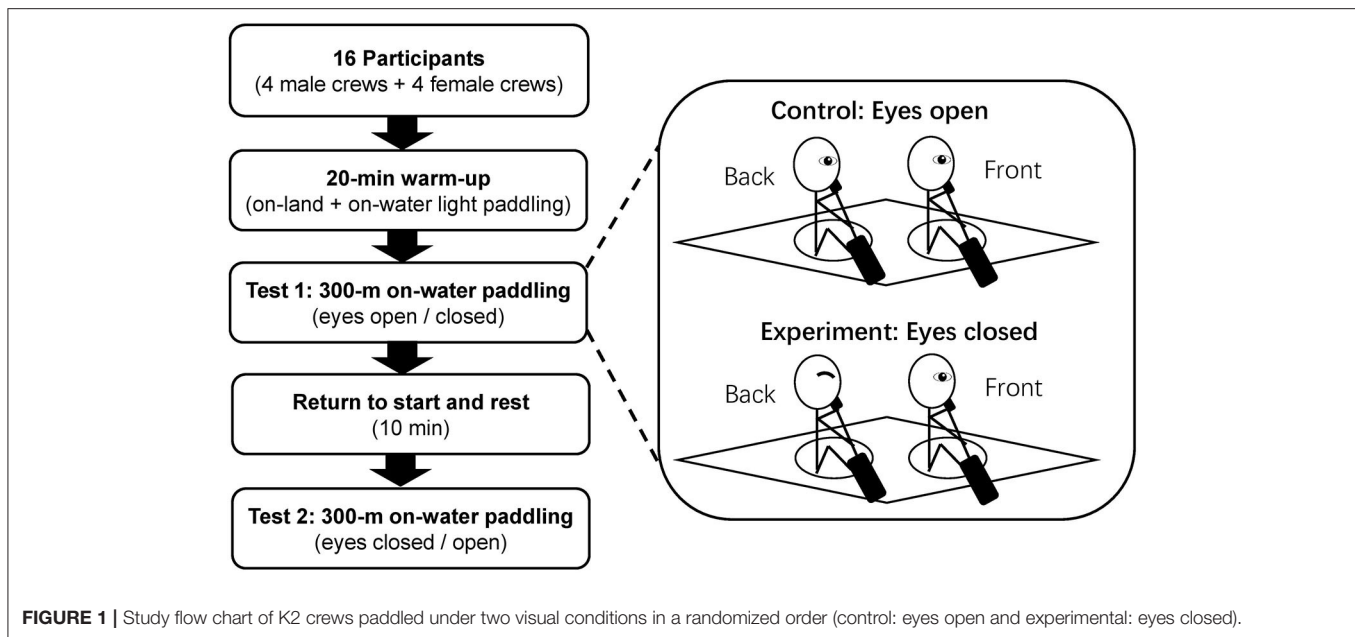 16 Participants
(4 male crews + 4 female crews)
20-min warm-up
(on-land + on-water light paddling)
Test 1: 300-m on-water paddling
(eyes open / closed)
Return to start and rest
(10 min)
Test 2: 300-m on-water paddling
(eyes closed / open)
Control: Eyes open
Back
Front
Experiment: Eyes closed
Back
Front
FIGURE 1 | Study flow chart of K2 crews paddled under two visual conditions in a randomized order (control: eyes open and experimental: eyes closed).